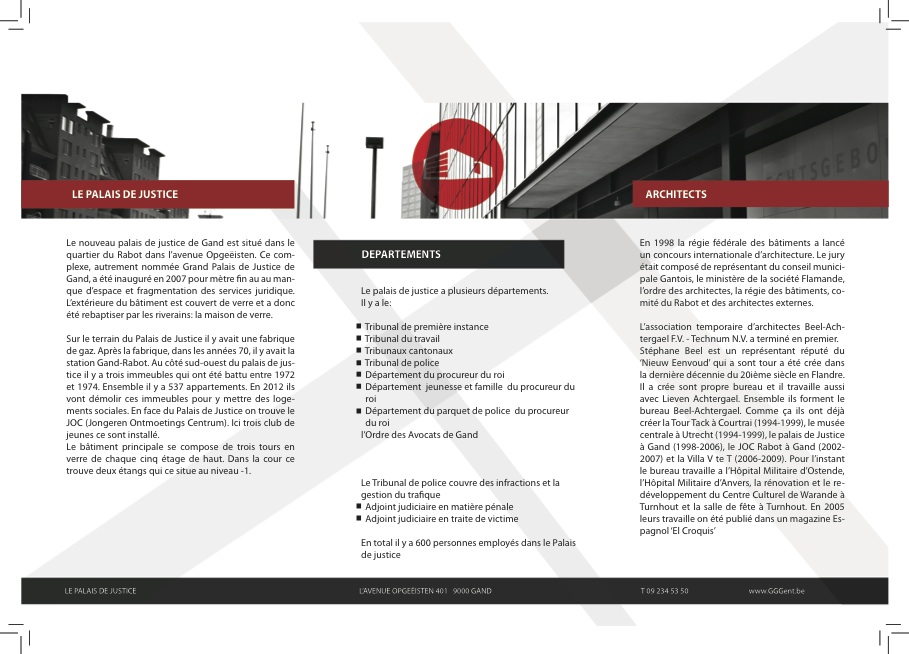 CHTSGEBO
LE PALAIS DE JUSTICE
Le nouveau palais de justice de Gand est situé dans le
quartier du Rabot dans l'avenue Opgeëisten. Ce com-
plexe, autrement nommée Grand Palais de Justice de
Gand, a été inauguré en 2007 pour mètre fin au au man-
que d'espace et fragmentation des services juridique.
L'extérieure du bâtiment est couvert de verre et a donc
été rebaptiser par les riverains: la maison de verre.
Sur le terrain du Palais de Justice il y avait une fabrique
de gaz. Après la fabrique, dans les années 70, il y avait la
station Gand-Rabot. Au côté sud-ouest du palais de jus-
tice il y a trois immeubles qui ont été battu entre 1972
et 1974. Ensemble il y a 537 appartements. En 2012 ils
vont démolir ces immeubles pour y mettre des loge-
ments sociales. En face du Palais de Justice on trouve le
JOC (Jongeren Ontmoetings Centrum). Ici trois club de
jeunes ce sont installé.
Le bâtiment principale se compose de trois tours en
verre de chaque cinq étage de haut. Dans la cour ce
trouve deux étangs qui ce situe au niveau -1.
DEPARTEMENTS
Le palais de justice a plusieurs départements.
Il y a le:
Tribunal de première instance
Tribunal du travail
Tribunaux cantonaux
Tribunal de police
Département du procureur du roi
Département jeunesse et famille du procureur du
roi
Département du parquet de police du procureur
du roi
l'Ordre des Avocats de Gand
Le Tribunal de police couvre des infractions et la
gestion du trafique
Adjoint judiciaire en matière pénale
Adjoint judiciaire en traite de victime
En total il y a 600 personnes employés dans le Palais
de justice
ARCHITECTS
En 1998 la régie fédérale des bâtiments a lancé
un concours internationale d'architecture. Le jury
était composé de représentant du conseil munici-
pale Gantois, le ministère de la société Flamande,
l'ordre des architectes, la régie des bâtiments, co-
mité du Rabot et des architectes externes.
L'association temporaire d'architectes Beel-Ach-
tergael F.V. - Technum N.V. a terminé en premier.
Stéphane Beel est un représentant réputé du
'Nieuw Eenvoud' qui a sont tour a été crée dans
la dernière décennie du 20ième siècle en Flandre.
Il a crée sont propre bureau et il travaille aussi
avec Lieven Achtergael. Ensemble ils forment le
bureau Beel-Achtergael. Comme ça ils ont déjà
créer la Tour Tack à Courtrai (1994-1999), le musée
centrale à Utrecht (1994-1999), le palais de Justice
à Gand (1998-2006), le JOC Rabot à Gand (2002-
2007) et la Villa V te T (2006-2009). Pour l'instant
le bureau travaille a l'Hôpital Militaire d'Ostende,
l'Hôpital Militaire d'Anvers, la rénovation et le re-
développement du Centre Culturel de Warande à
Turnhout et la salle de fête à Turnhout. En 2005
leurs travaille on été publié dans un magazine Es-
pagnol 'El Croquis'
LE PALAIS DE JUSTICE
L'AVENUE OPGEËISTEN 401 9000 GAND
T 09 234 53 50
www.GGGent.be